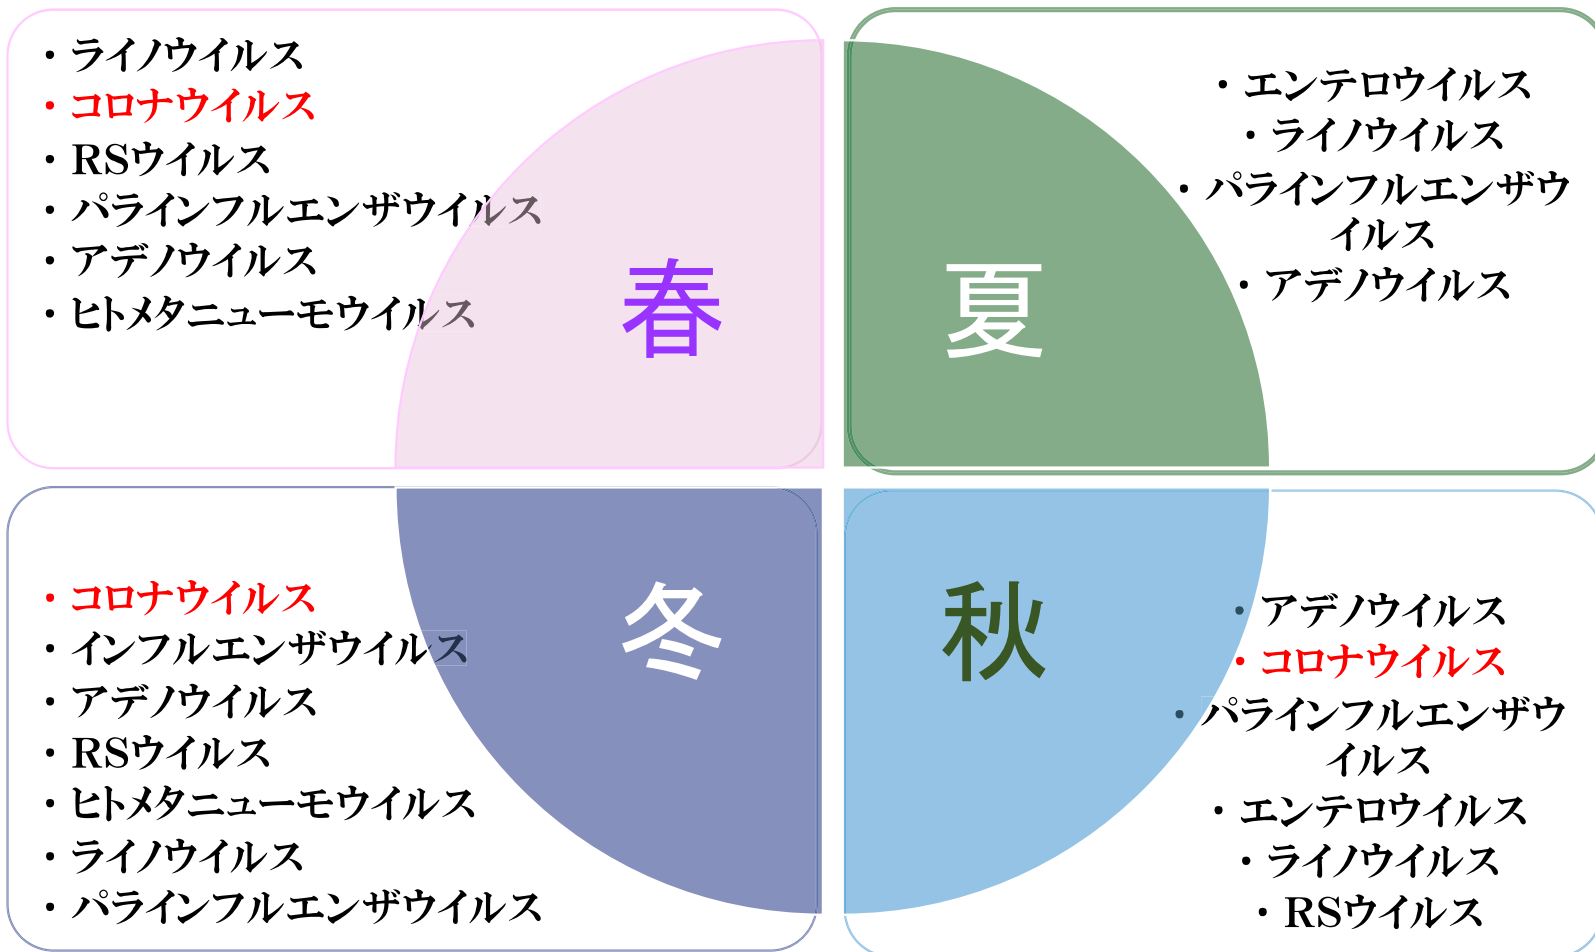 ・ライノウイルス
・コロナウイルス
・RSウイルス
・パラインフルエンザウイルス
・アデノウイルス
・ヒトメタニューモウイルス
春
夏
・エンテロウイルス
・ライノウイルス
・パラインフルエンザウ
イルス
・アデノウイルス
・コロナウイルス
・インフルエンザウイルス
・アデノウイルス
・RSウイルス
・ヒトメタニューモウイルス
・ライノウイルス
・パラインフルエンザウイルス
冬
秋
・アデノウイルス
・コロナウイルス
・パラインフルエンザウ
イルス
・エンテロウイルス
・ライノウイルス
・RSウイルス